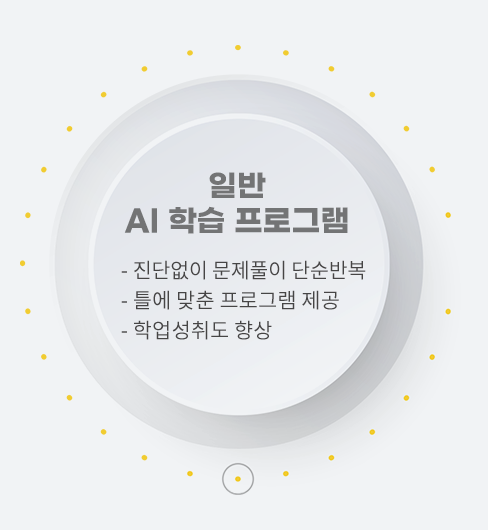 일반
AI 학습 프로그램
- 진단없이 문제풀이 단순반복
- 틀에 맞춘 프로그램 제공
- 학업성취도 향상